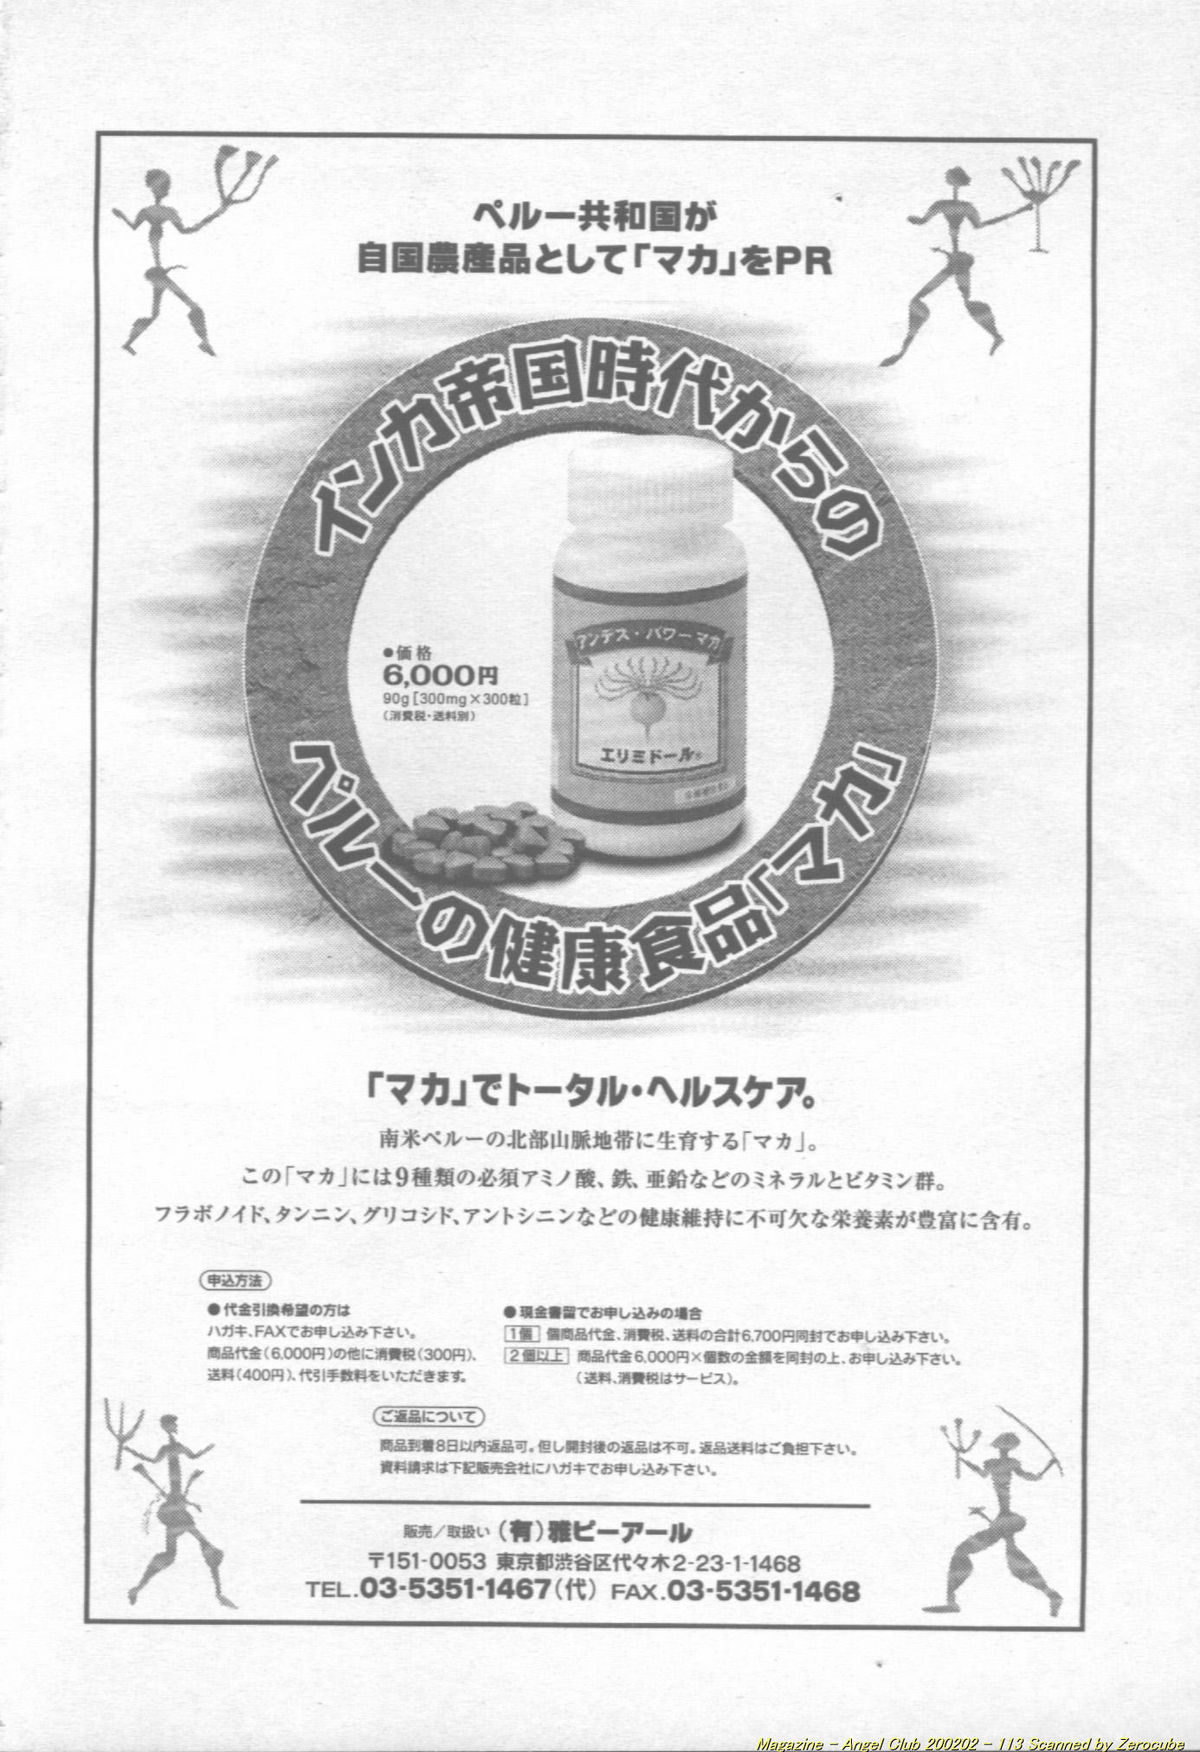 ペルー共和国が
自国農産品として「マカ」をPR
インカ帝国時代からの
アンデス・パワーマカ
●価格
6,000円
90g[300mg×300粒]
(消費税・送料別)
エリミドール®
ペルーの健康食品「マカ」
「マカ」でトータル・ヘルスケア。
南米ペルーの北部山脈地帯に生育する「マカ」。
この「マカ」には9種類の必須アミノ酸、鉄、亜鉛などのミネラルとビタミン群。
フラボノイド、タンニン、グリコシド、アントシニンなどの健康維持に不可欠な栄養素が豊富に含有。
申込方法
●代金引換希望の方は
ハガキ、FAXでお申し込み下さい。
商品代金(6,000円)の他に消費税(300円)、
送料(400円)、代引手数料をいただきます。
●現金書留でお申し込みの場合
1個 個商品代金、消費税、送料の合計6,700円同封でお申し込み下さい。
2個以上 商品代金6,000円×個数の金額を同封の上、お申し込み下さい。
(送料、消費税はサービス)。
ご返品について
商品到着8日以内返品可。但し開封後の返品は不可。返品送料はご負担下さい。
資料請求は下記販売会社にハガキでお申し込み下さい。
販売/取扱い (有)雅ピーアール
〒151-0053 東京都渋谷区代々木2-23-1-1468
TEL.03-5351-1467(代) FAX.03-5351-1468
Magazine - Angel Club 200202 - 113 Scanned by Zerocube